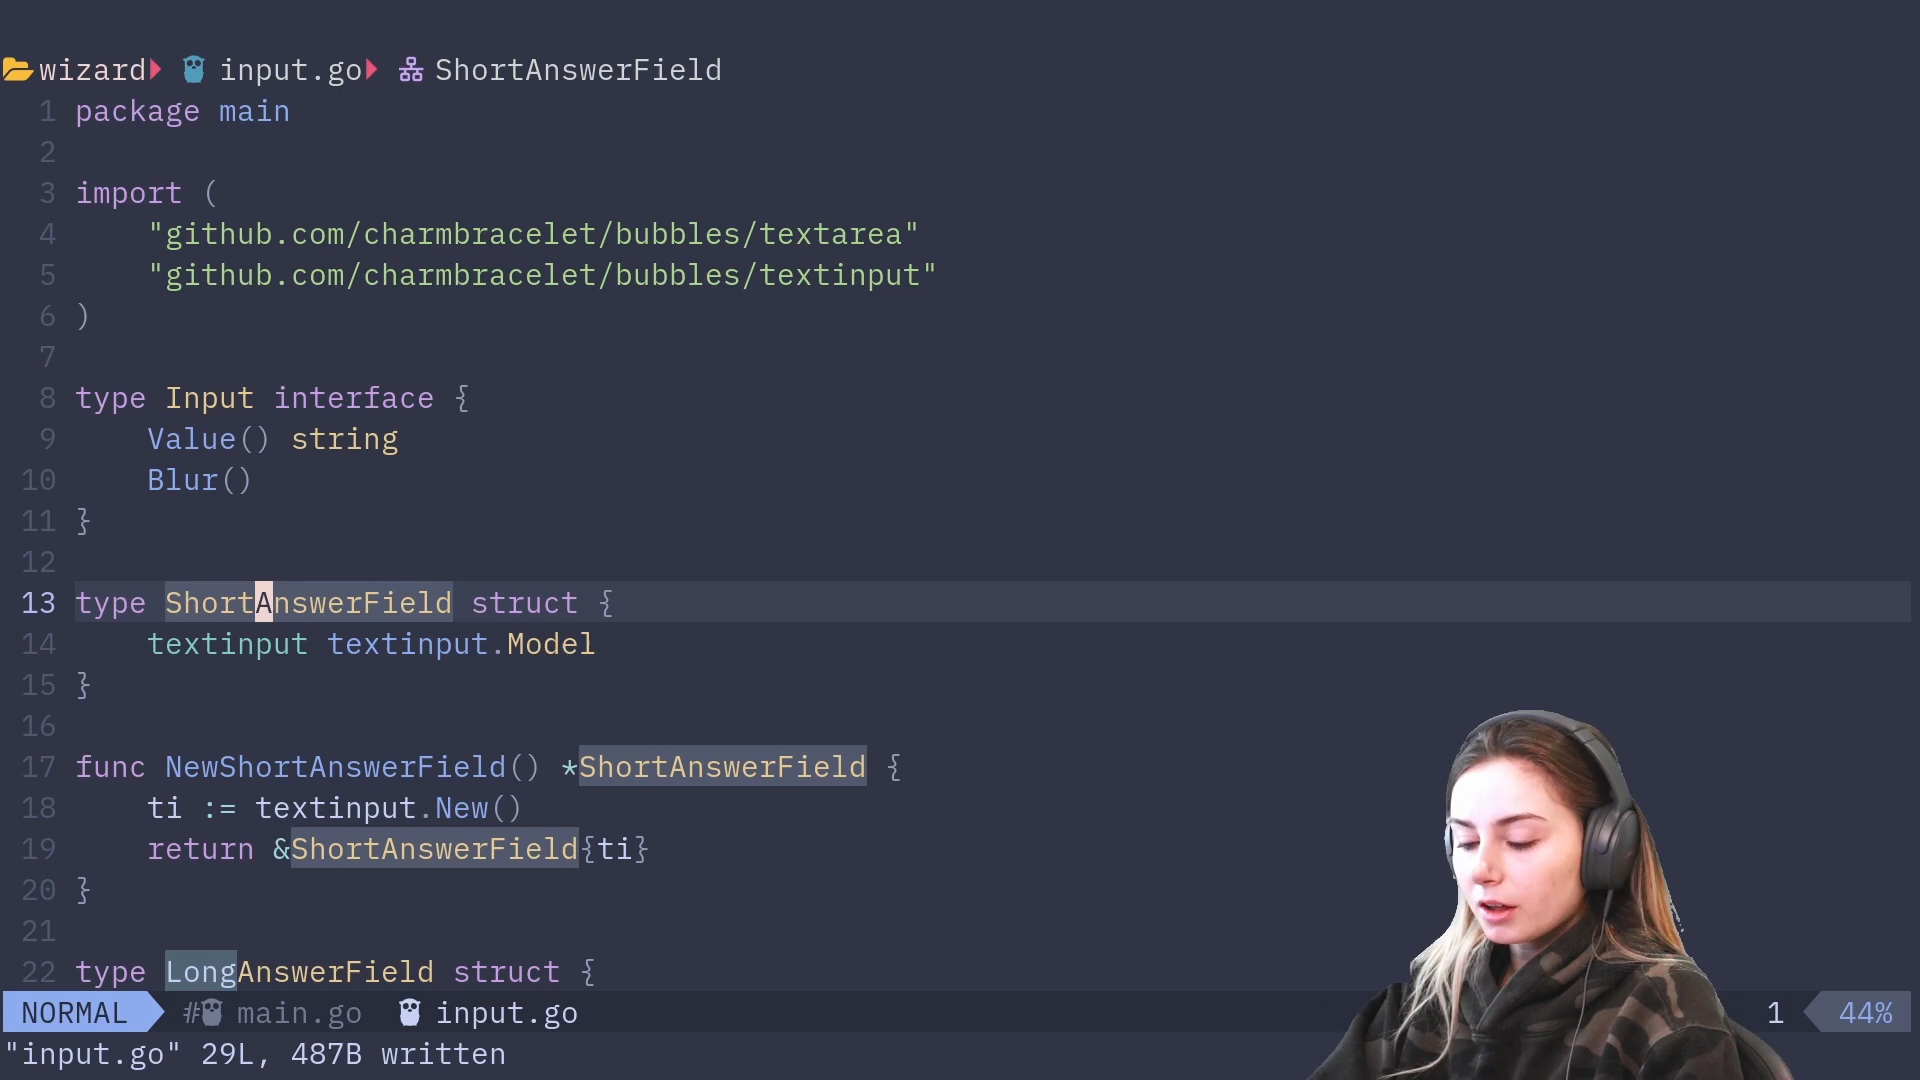 wizard input.go ShortAnswerField
1 package main
2
3 import (
4 "github.com/charmbracelet/bubbles/textarea"
5 "github.com/charmbracelet/bubbles/textinput"
6 )
7
8 type Input interface {
9 Value() string
10 Blur()
11 }
12
13 type ShortAnswerField struct {
14 textinput textinput.Model
15 }
16
17 func NewShortAnswerField() *ShortAnswerField {
18 ti := textinput.New()
19 return &ShortAnswerField{ti}
20 }
21
22 type LongAnswerField struct {
NORMAL # main.go input.go 1 44%
"input.go" 29L, 487B written